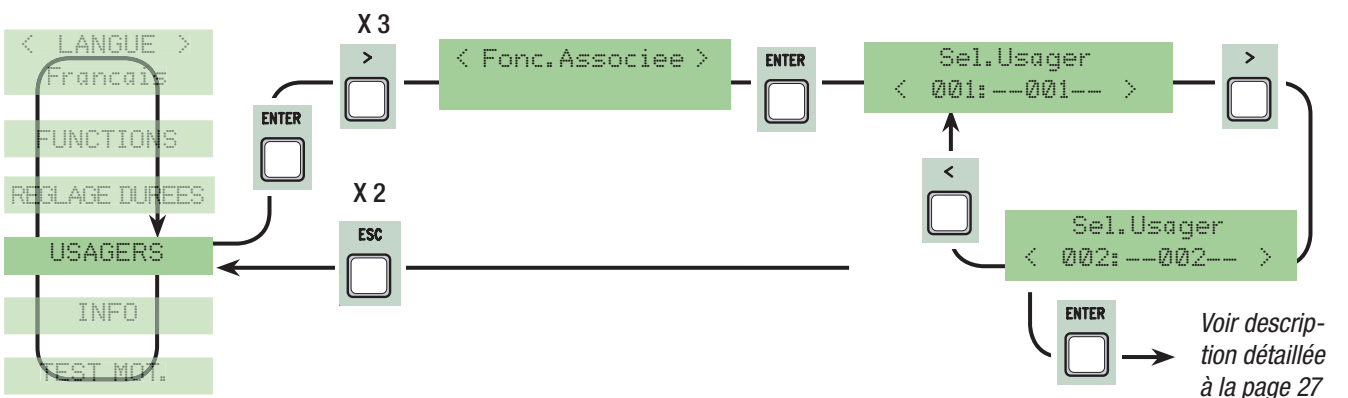 < LANGUE >
Francais
FUNCTIONS
REGLAGE DUREES
USAGERS
INFO
TEST MOT.
ENTER
X 3
>
< Fonc.Associee >
ENTER
Sel.Usager
< 001:--001-- >
>
<
Sel.Usager
< 002:--002-- >
X 2
ESC
ENTER
Voir descrip-
tion détaillée
à la page 27